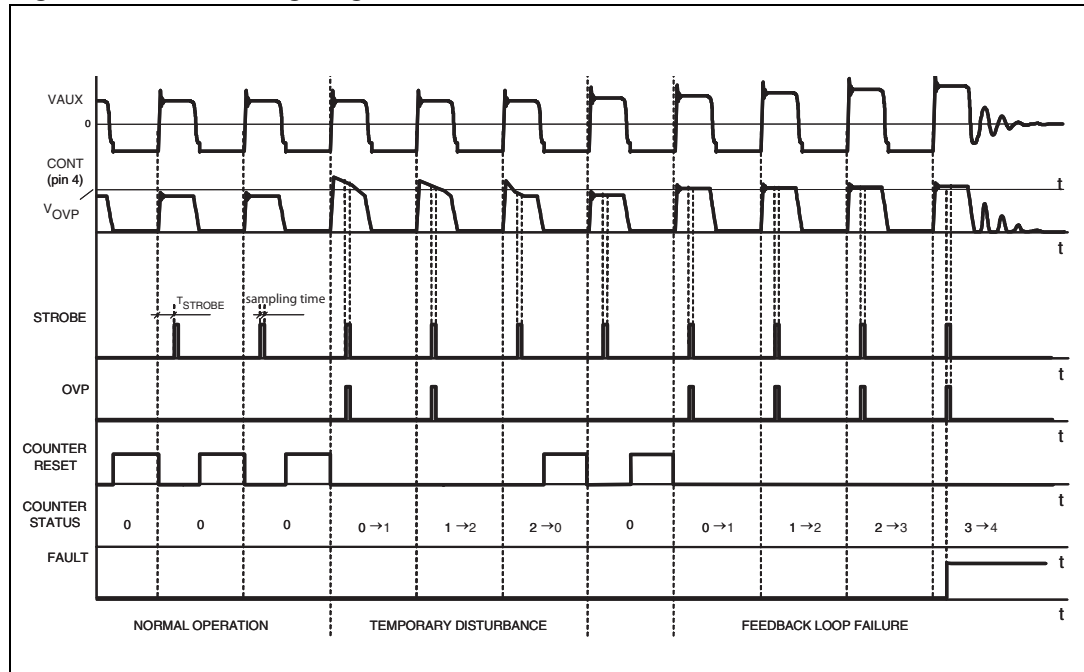 VAUX
0
CONT
(pin 4)
t
VOVP
t
TSTROBE
sampling time
STROBE
t
OVP
t
COUNTER
RESET
t
COUNTER
STATUS
0
0
0
0 →1
1 →2
2 →0
0
0 →1
1 →2
2 →3
3 →4
FAULT
t
t
NORMAL OPERATION
TEMPORARY DISTURBANCE
FEEDBACK LOOP FAILURE